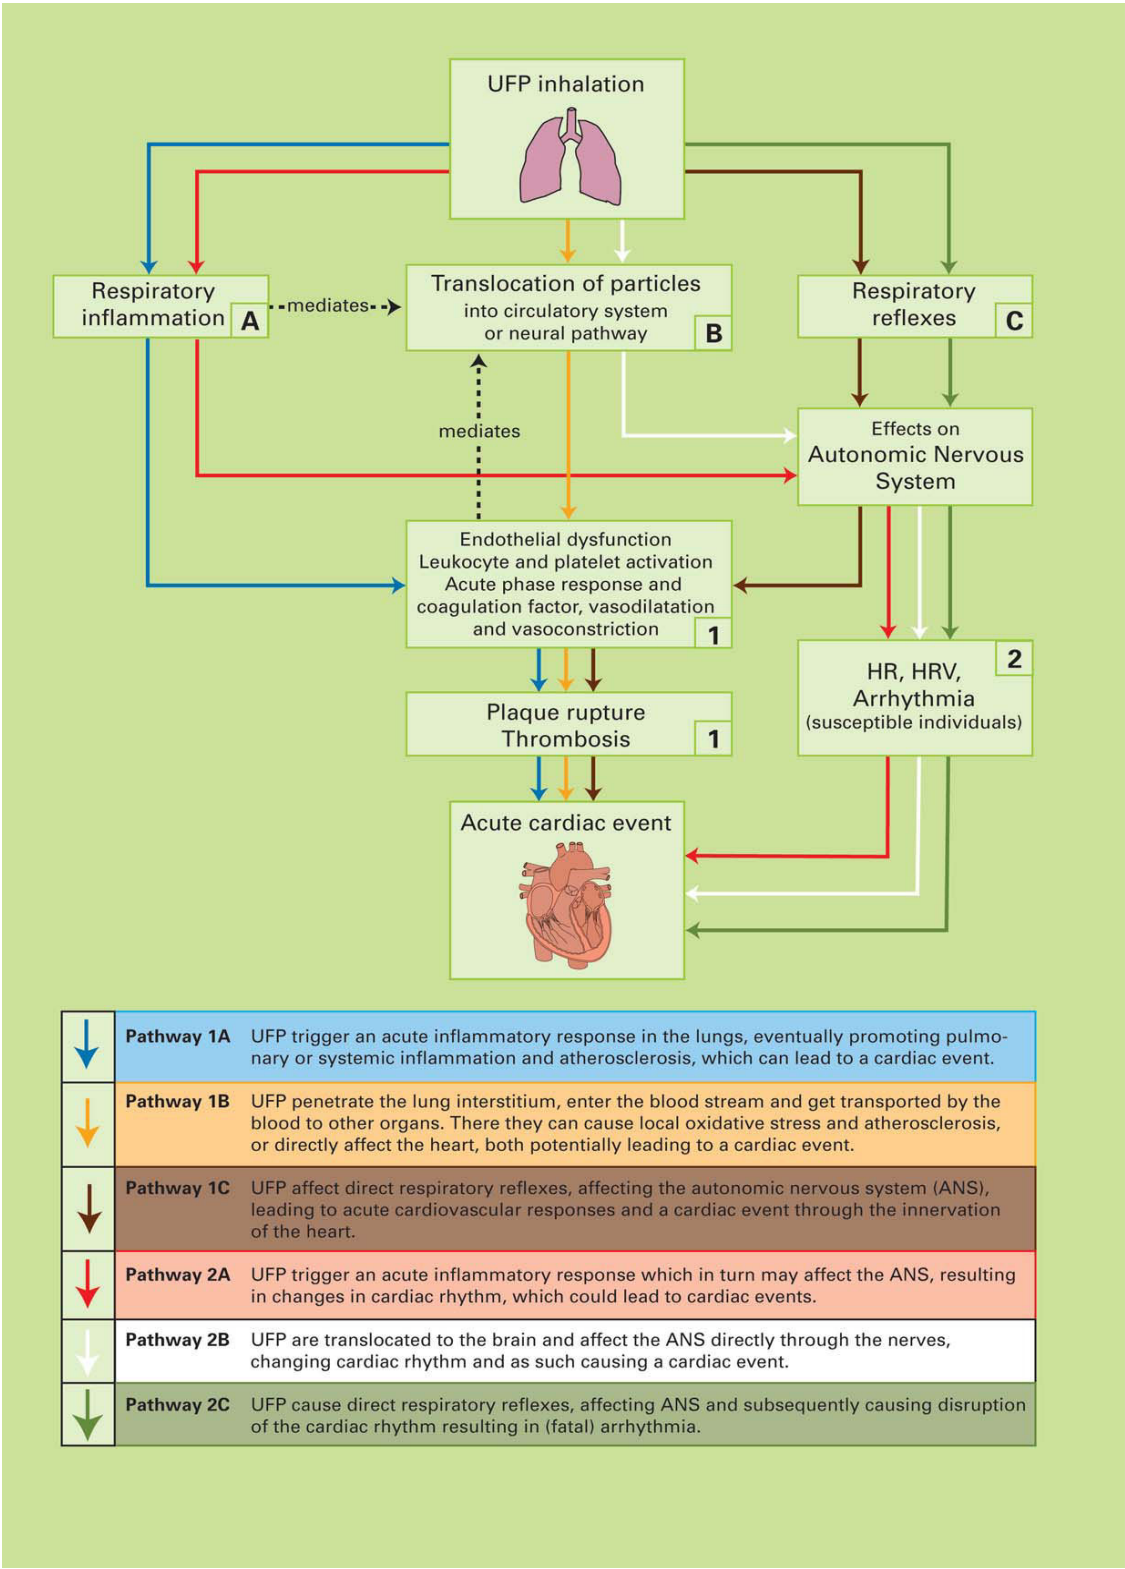 UFP inhalation
Respiratory
inflammation
A
mediates
Translocation of particles
into circulatory system
or neural pathway
B
Respiratory
reflexes
C
mediates
Effects on
Autonomic Nervous
System
Endothelial dysfunction
Leukocyte and platelet activation
Acute phase response and
coagulation factor, vasodilatation
and vasoconstriction
1
2
HR, HRV,
Arrhythmia
(susceptible individuals)
Plaque rupture
Thrombosis
1
Acute cardiac event
Pathway 1A UFP trigger an acute inflammatory response in the lungs, eventually promoting pulmo-
nary or systemic inflammation and atherosclerosis, which can lead to a cardiac event.
Pathway 1B UFP penetrate the lung interstitium, enter the blood stream and get transported by the
blood to other organs. There they can cause local oxidative stress and atherosclerosis,
or directly affect the heart, both potentially leading to a cardiac event.
Pathway 1C UFP affect direct respiratory reflexes, affecting the autonomic nervous system (ANS),
leading to acute cardiovascular responses and a cardiac event through the innervation
of the heart.
Pathway 2A UFP trigger an acute inflammatory response which in turn may affect the ANS, resulting
in changes in cardiac rhythm, which could lead to cardiac events.
Pathway 2B UFP are translocated to the brain and affect the ANS directly through the nerves,
changing cardiac rhythm and as such causing a cardiac event.
Pathway 2C UFP cause direct respiratory reflexes, affecting ANS and subsequently causing disruption
of the cardiac rhythm resulting in (fatal) arrhythmia.